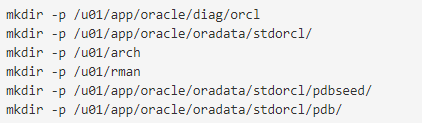 mkdir -p /u01/app/oracle/diag/orcl
mkdir -p /u01/app/oracle/oradata/stdorcl/
mkdir -p /u01/arch
mkdir -p /u01/rman
mkdir -p /u01/app/oracle/oradata/stdorcl/pdbseed/
mkdir -p /u01/app/oracle/oradata/stdorcl/pdb/